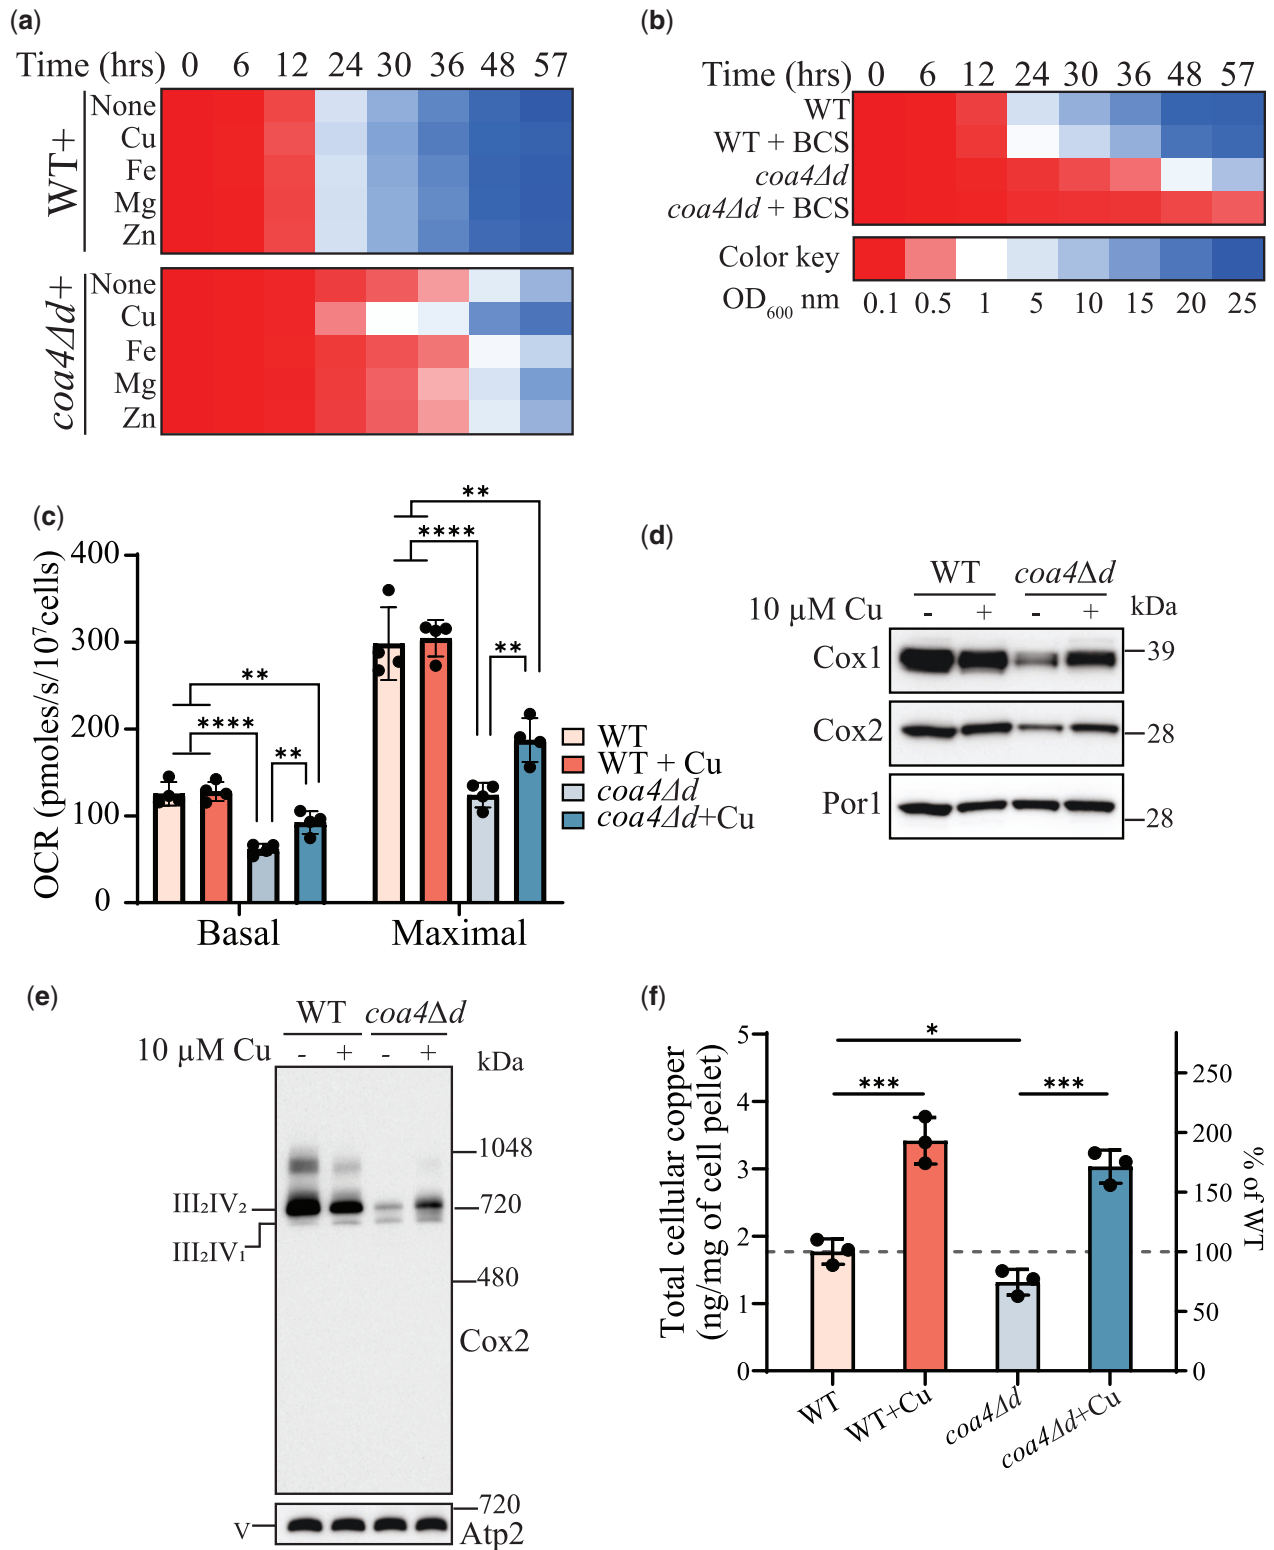 (a)
Time (hrs) 0 6 12 24 30 36 48 57
WT+
None
Cu
Fe
Mg
Zn
coa4Δd+
None
Cu
Fe
Mg
Zn
(b)
Time (hrs) 0 6 12 24 30 36 48 57
WT
WT + BCS
coa4Δd
coa4Δd + BCS
Color key
OD600 nm 0.1 0.5 1 5 10 15 20 25
(c)
OCR (pmoles/s/10⁷cells)
400
300
200
100
0
** **** **
** **** **
Basal Maximal
WT
WT + Cu
coa4Δd
coa4Δd+Cu
(d)
WT coa4Δd
10 µM Cu - + - + kDa
Cox1 39
Cox2 28
Por1 28
(e)
WT coa4Δd
10 µM Cu - + - + kDa
1048
III₂IV₂ 720
III₂IV₁
480
Cox2
720
V Atp2
(f)
Total cellular copper
(ng/mg of cell pellet)
5
4
3
2
1
0
* *** ***
250
200
150
100
50
0
% of WT
WT
WT+Cu
coa4Δd
coa4Δd+Cu